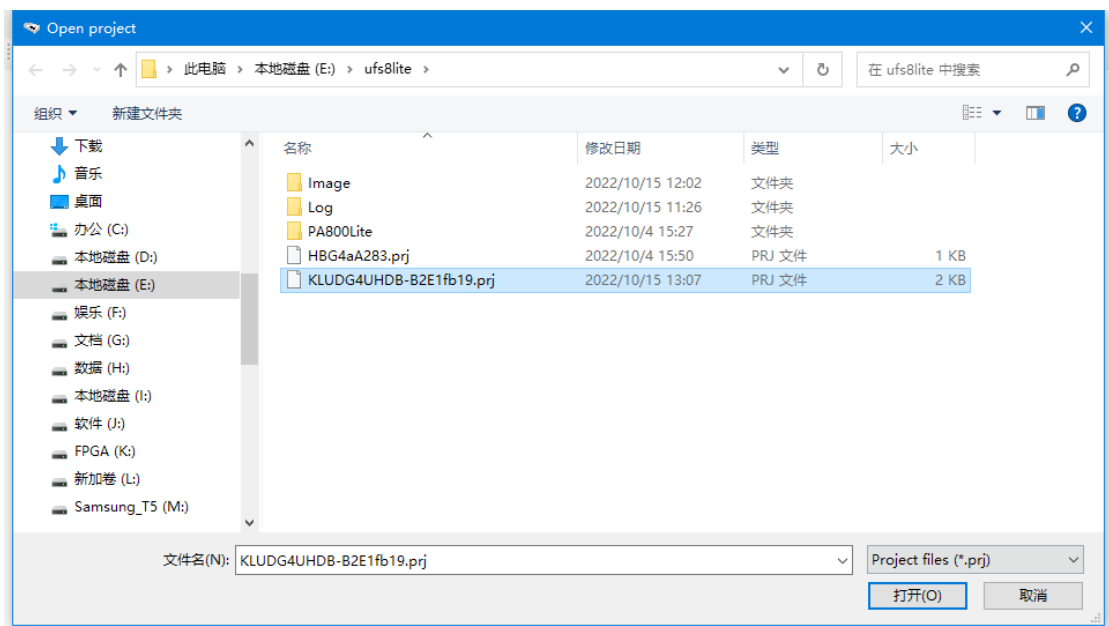 Open project
此电脑 › 本地磁盘 (E:) › ufs8lite ›
在 ufs8lite 中搜索
组织 新建文件夹
下载
音乐
桌面
办公 (C:)
本地磁盘 (D:)
本地磁盘 (E:)
娱乐 (F:)
文档 (G:)
数据 (H:)
本地磁盘 (I:)
软件 (J:)
FPGA (K:)
新加卷 (L:)
Samsung_T5 (M:)
名称 修改日期 类型 大小
Image 2022/10/15 12:02 文件夹
Log 2022/10/15 11:26 文件夹
PA800Lite 2022/10/4 15:27 文件夹
HBG4aA283.prj 2022/10/4 15:50 PRJ 文件 1 KB
KLUDG4UHDB-B2E1fb19.prj 2022/10/15 13:07 PRJ 文件 2 KB
文件名(N): KLUDG4UHDB-B2E1fb19.prj Project files (*.prj)
打开(O) 取消